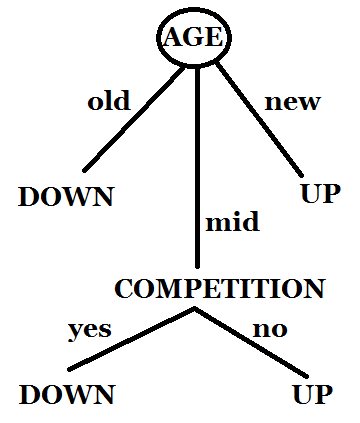 AGE
old
new
DOWN
UP
mid
COMPETITION
yes
no
DOWN
UP